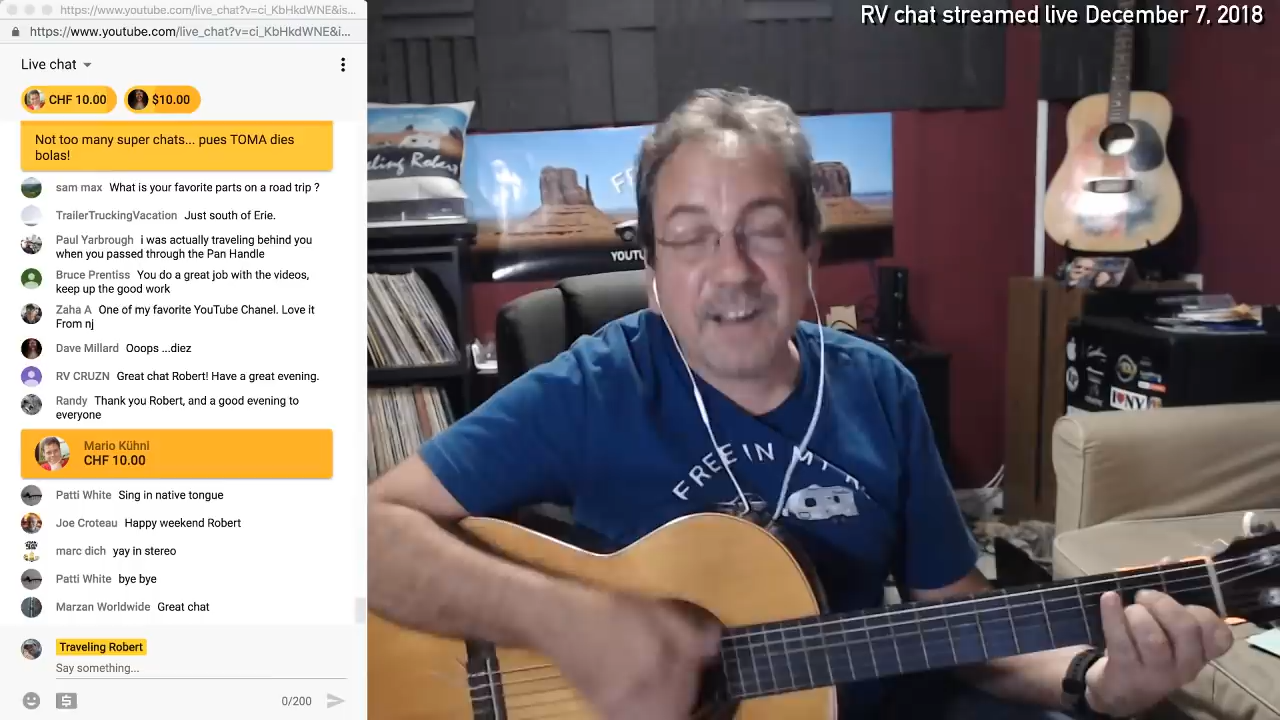 https://www.youtube.com/live_chat?v=ci_KbHkdWNE&is...
https://www.youtube.com/live_chat?v=ci_KbHkdWNE&i...
Live chat
CHF 10.00
$10.00
Not too many super chats... pues TOMA dies
bolas!
sam max What is your favorite parts on a road trip ?
TrailerTruckingVacation Just south of Erie.
Paul Yarbrough i was actually traveling behind you
when you passed through the Pan Handle
Bruce Prentiss You do a great job with the videos,
keep up the good work
Zaha A One of my favorite YouTube Chanel. Love it
From nj
Dave Millard Ooops ...diez
RV CRUZN Great chat Robert! Have a great evening.
Randy Thank you Robert, and a good evening to
everyone
Mario Kühni
CHF 10.00
Patti White Sing in native tongue
Joe Croteau Happy weekend Robert
marc dich yay in stereo
Patti White bye bye
Marzan Worldwide Great chat
Traveling Robert
Say something...
0/200
RV chat streamed live December 7, 2018
eling Robert
FR
YOUTU
FREE IN MY R
I NY